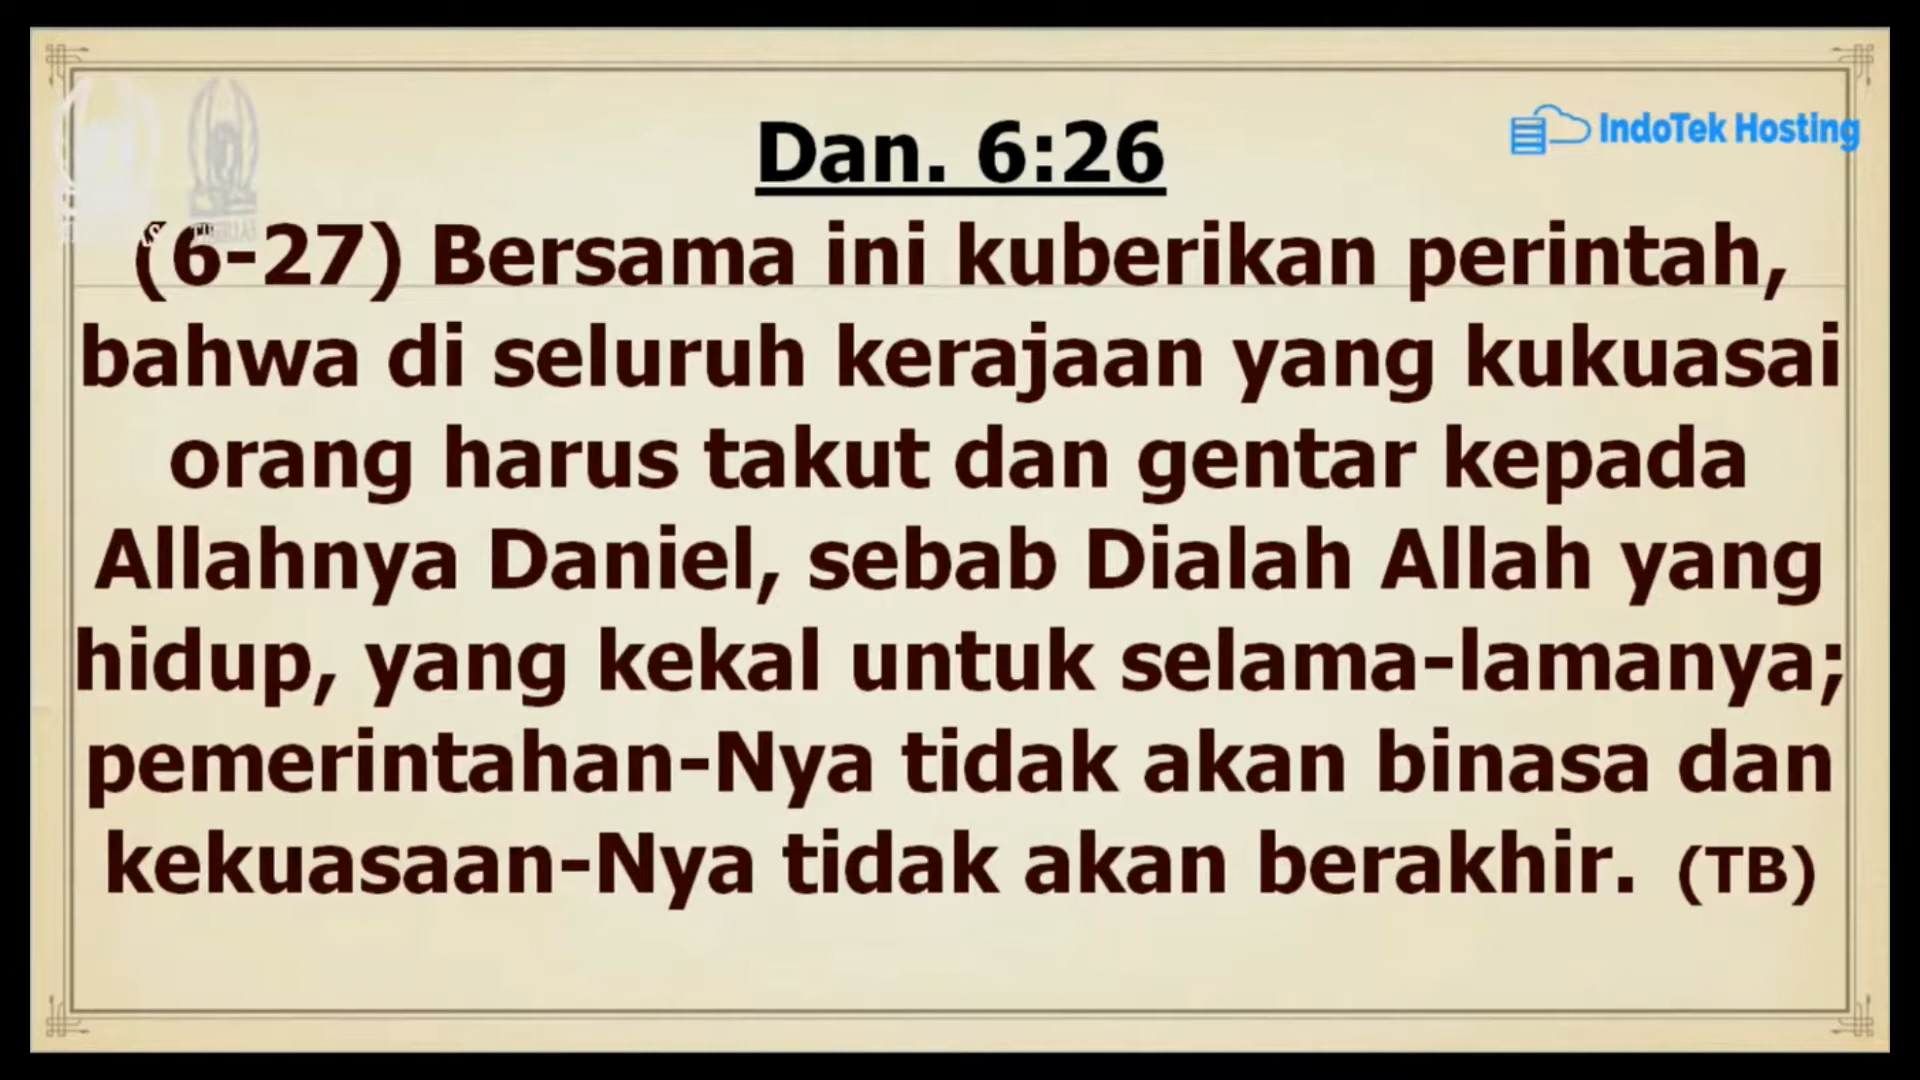 Dan. 6:26
IndoTek Hosting
(6-27) Bersama ini kuberikan perintah,
bahwa di seluruh kerajaan yang kukuasai
orang harus takut dan gentar kepada
Allahnya Daniel, sebab Dialah Allah yang
hidup, yang kekal untuk selama-lamanya;
pemerintahan-Nya tidak akan binasa dan
kekuasaan-Nya tidak akan berakhir. (TB)